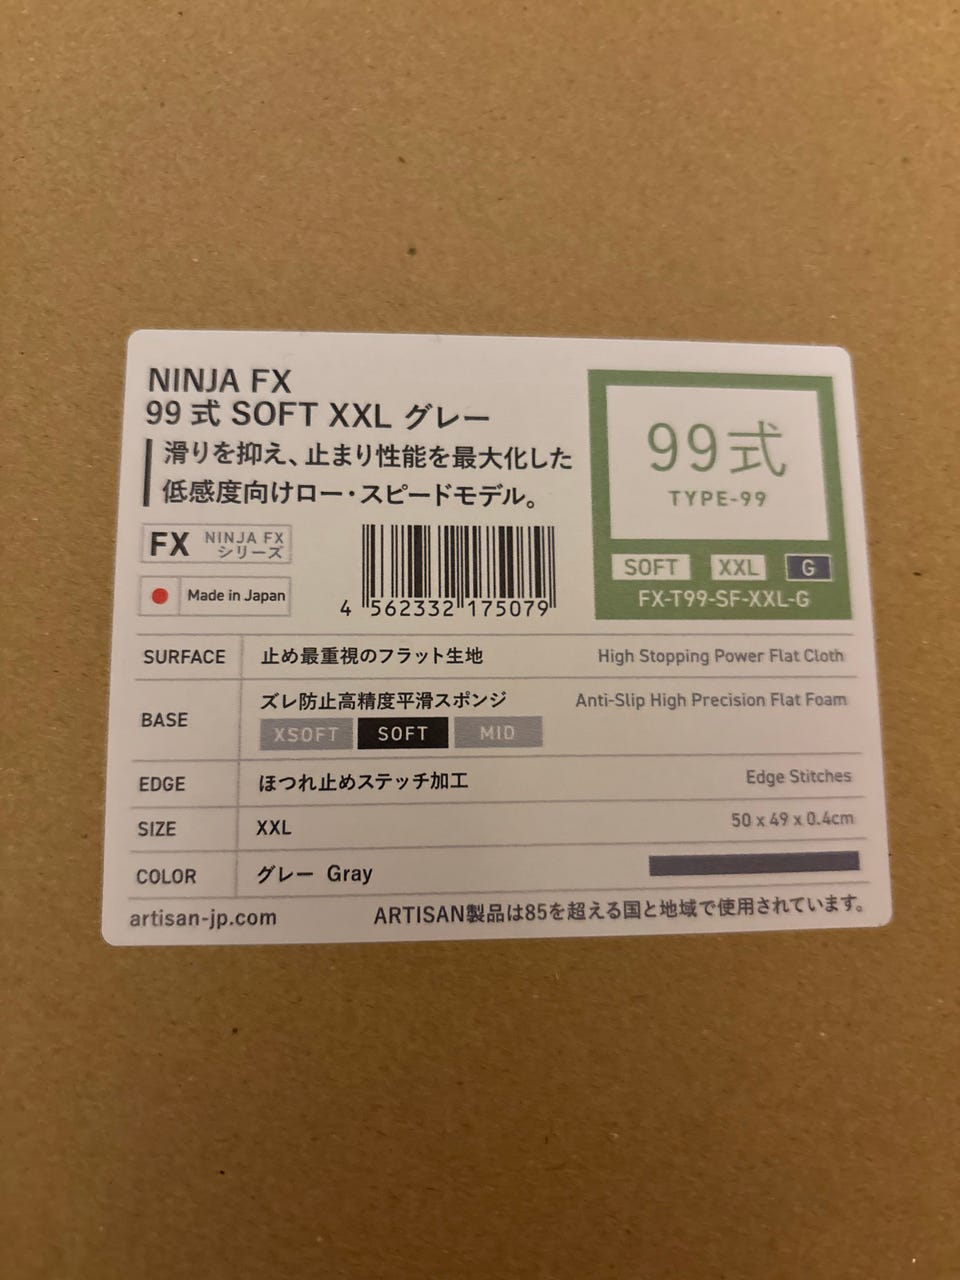 NINJA FX
99 式 SOFT XXL グレー
滑りを抑え、止まり性能を最大化した
低感度向けロー・スピードモデル。
FX NINJA FX
シリーズ
Made in Japan
4 562332 175079
99式
TYPE-99
SOFT XXL G
FX-T99-SF-XXL-G
SURFACE 止め最重視のフラット生地 High Stopping Power Flat Cloth
BASE ズレ防止高精度平滑スポンジ Anti-Slip High Precision Flat Foam
XSOFT SOFT MID
EDGE ほつれ止めステッチ加工 Edge Stitches
SIZE XXL 50 x 49 x 0.4cm
COLOR グレー Gray
artisan-jp.com ARTISAN製品は85を超える国と地域で使用されています。